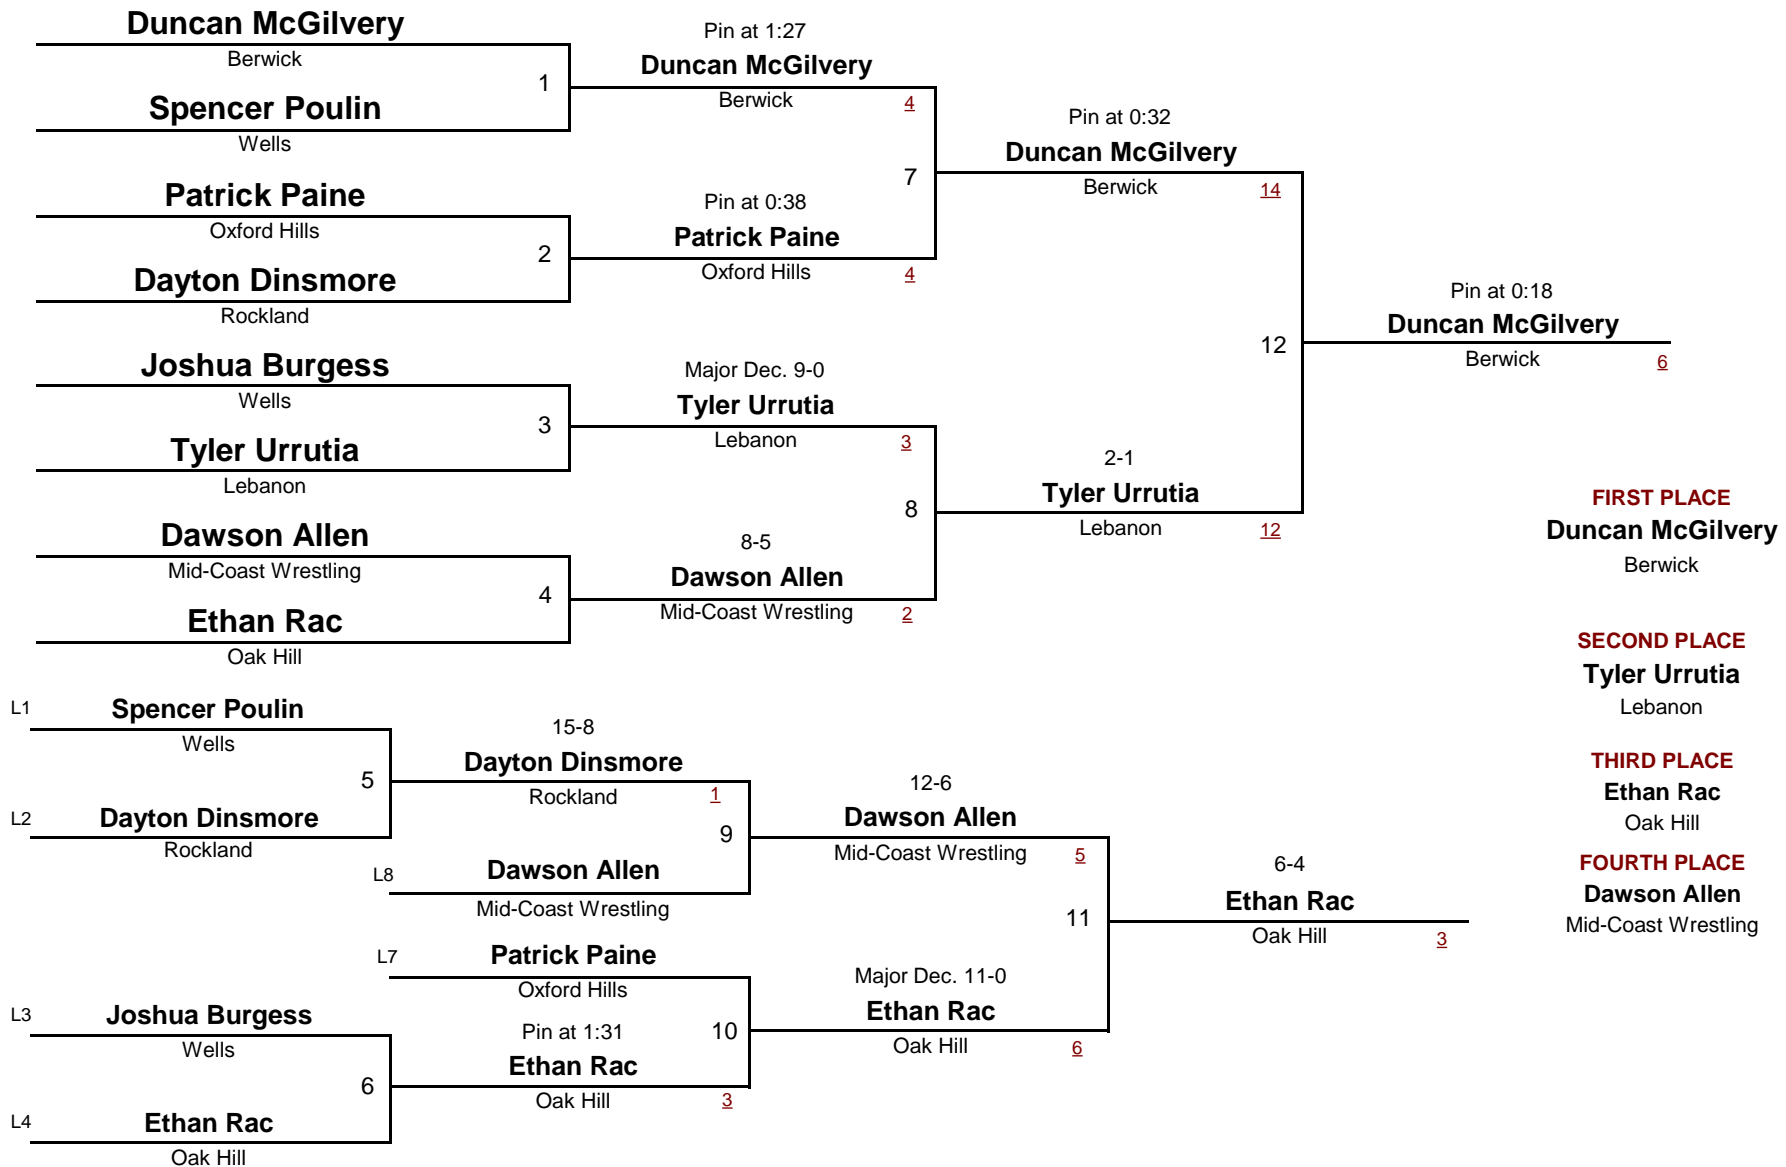 Duncan McGilvery
Berwick
1
Spencer Poulin
Wells
Patrick Paine
Oxford Hills
2
Dayton Dinsmore
Rockland
Joshua Burgess
Wells
3
Tyler Urrutia
Lebanon
Dawson Allen
Mid-Coast Wrestling
4
Ethan Rac
Oak Hill
Pin at 1:27
Duncan McGilvery
Berwick
4
7
Pin at 0:38
Patrick Paine
Oxford Hills
4
Major Dec. 9-0
Tyler Urrutia
Lebanon
3
8
8-5
Dawson Allen
Mid-Coast Wrestling
2
Pin at 0:32
Duncan McGilvery
Berwick
14
12
2-1
Tyler Urrutia
Lebanon
12
Pin at 0:18
Duncan McGilvery
Berwick
6
L1
Spencer Poulin
Wells
5
L2
Dayton Dinsmore
Rockland
L3
Joshua Burgess
Wells
6
L4
Ethan Rac
Oak Hill
15-8
Dayton Dinsmore
Rockland
1
9
L8
Dawson Allen
Mid-Coast Wrestling
L7
Patrick Paine
Oxford Hills
10
Pin at 1:31
Ethan Rac
Oak Hill
3
12-6
Dawson Allen
Mid-Coast Wrestling
5
11
Major Dec. 11-0
Ethan Rac
Oak Hill
6
6-4
Ethan Rac
Oak Hill
3
FIRST PLACE
Duncan McGilvery
Berwick
SECOND PLACE
Tyler Urrutia
Lebanon
THIRD PLACE
Ethan Rac
Oak Hill
FOURTH PLACE
Dawson Allen
Mid-Coast Wrestling